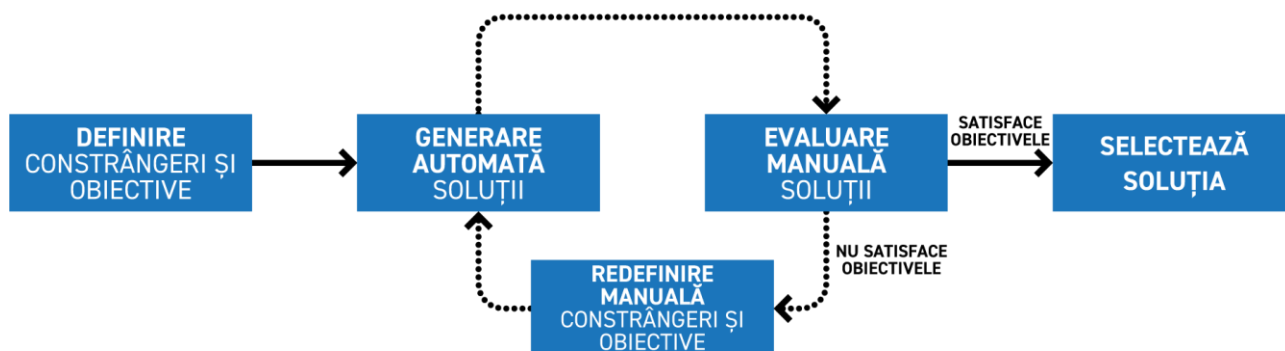 DEFINIRE
CONSTRÂNGERI ȘI
OBIECTIVE
GENERARE
AUTOMATĂ
SOLUȚII
EVALUARE
MANUALĂ
SOLUȚII
SATISFACE
OBIECTIVELE
SELECTEAZĂ
SOLUȚIA
NU SATISFACE
OBIECTIVELE
REDEFINIRE
MANUALĂ
CONSTRÂNGERI ȘI
OBIECTIVE